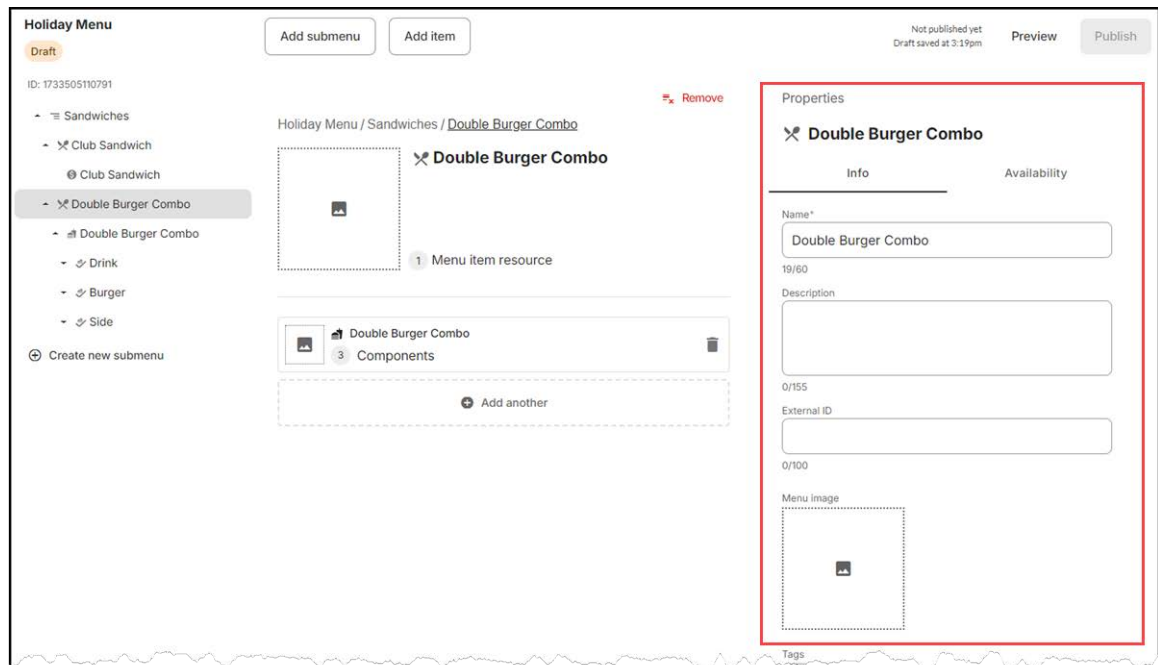 Holiday Menu
Draft
Add submenu
Add item
Not published yet
Draft saved at 3:19pm
Preview
Publish
ID: 1733505110791
Sandwiches
Club Sandwich
Club Sandwich
Double Burger Combo
Double Burger Combo
Drink
Burger
Side
Create new submenu
Remove
Holiday Menu / Sandwiches / Double Burger Combo
Double Burger Combo
1 Menu item resource
Double Burger Combo
3 Components
Add another
Properties
Double Burger Combo
Info
Availability
Name*
Double Burger Combo
19/60
Description
0/155
External ID
0/100
Menu image
Tags